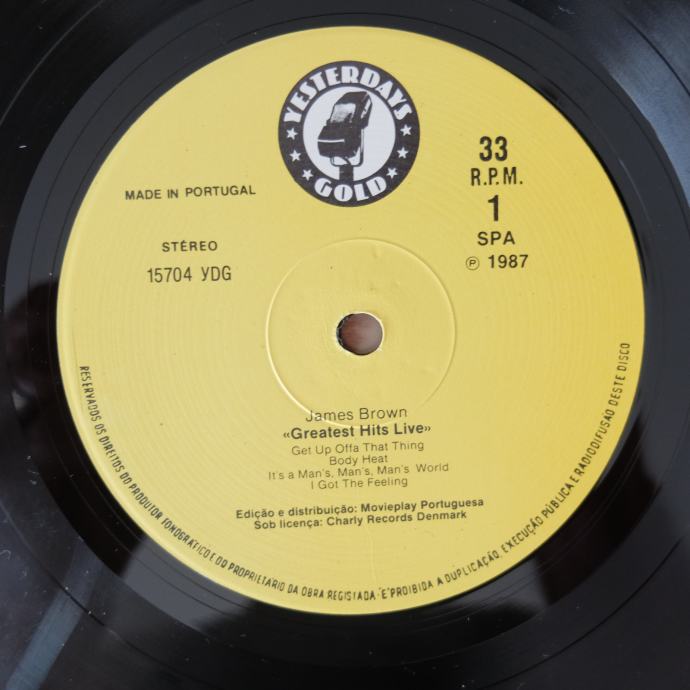 YESTERDAYS
GOLD
MADE IN PORTUGAL
STÉREO
15704 YDG
33
R.P.M.
1
SPA
℗ 1987
James Brown
«Greatest Hits Live»
Get Up Offa That Thing
Body Heat
It's a Man's, Man's, Man's World
I Got The Feeling
Edição e distribuição: Movieplay Portuguesa
Sob licença: Charly Records Denmark
RESERVADOS OS DIREITOS DO PRODUTOR FONOGRÁFICO E DO PROPRIETÁRIO DA OBRA REGISTADA·É PROIBIDA A DUPLICAÇÃO, EXECUÇÃO PÚBLICA E RADIODIFUSÃO DESTE DISCO